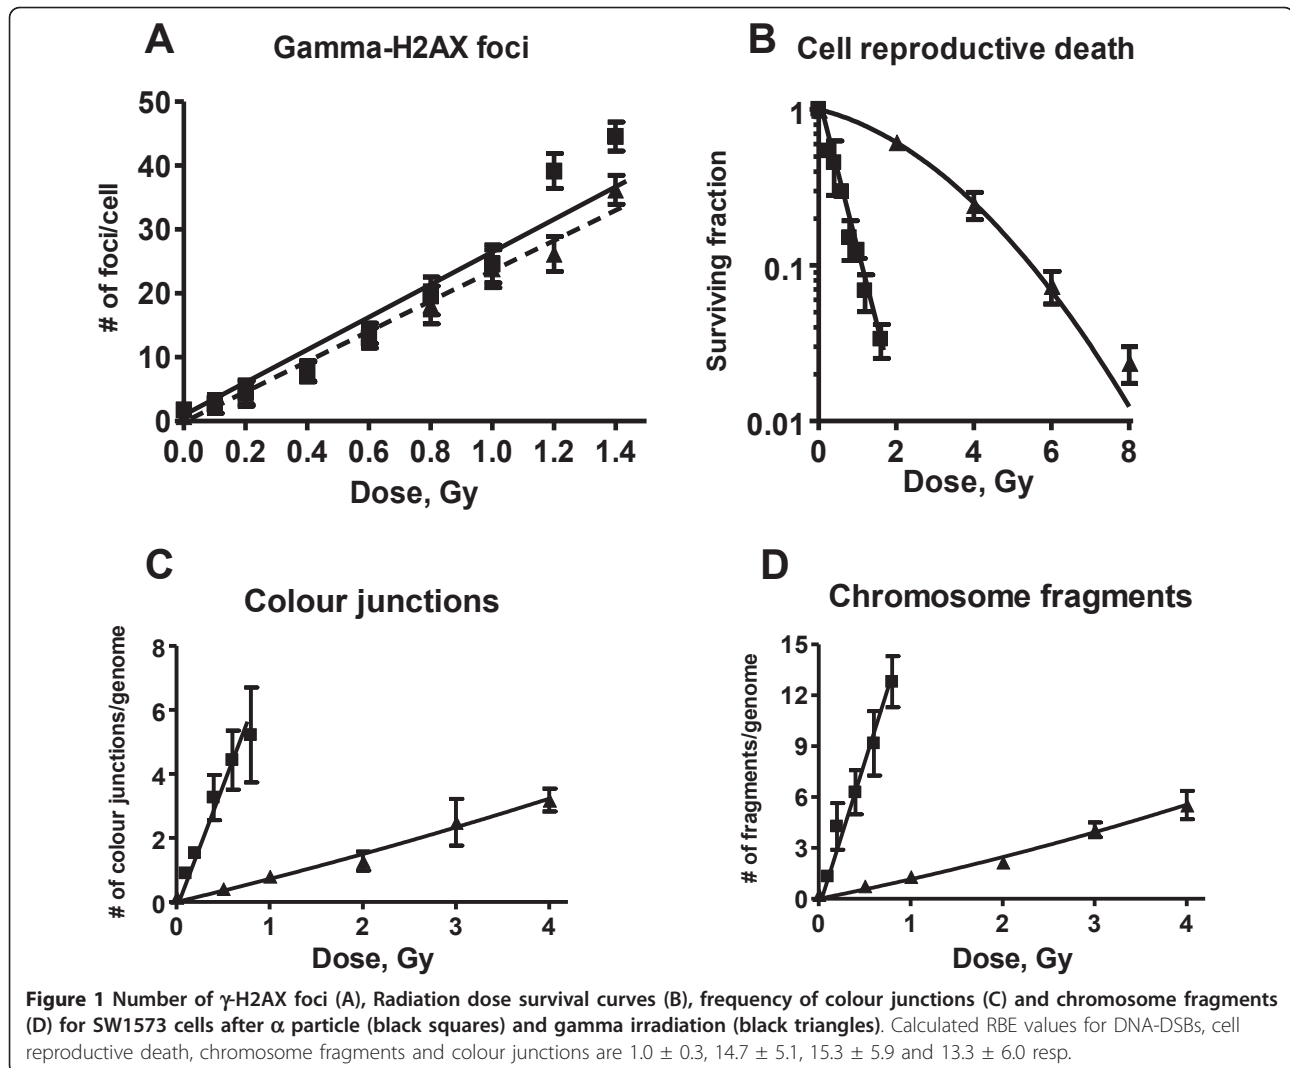 A
Gamma-H2AX foci
# of foci/cell
50
40
30
20
10
0
0.0 0.2 0.4 0.6 0.8 1.0 1.2 1.4
Dose, Gy
B
Cell reproductive death
Surviving fraction
1
0.1
0.01
0 2 4 6 8
Dose, Gy
C
Colour junctions
# of colour junctions/genome
8
6
4
2
0
0 1 2 3 4
Dose, Gy
D
Chromosome fragments
# of fragments/genome
15
12
9
6
3
0
0 1 2 3 4
Dose, Gy
Figure 1 Number of γ-H2AX foci (A), Radiation dose survival curves (B), frequency of colour junctions (C) and chromosome fragments
(D) for SW1573 cells after α particle (black squares) and gamma irradiation (black triangles). Calculated RBE values for DNA-DSBs, cell
reproductive death, chromosome fragments and colour junctions are 1.0 ± 0.3, 14.7 ± 5.1, 15.3 ± 5.9 and 13.3 ± 6.0 resp.